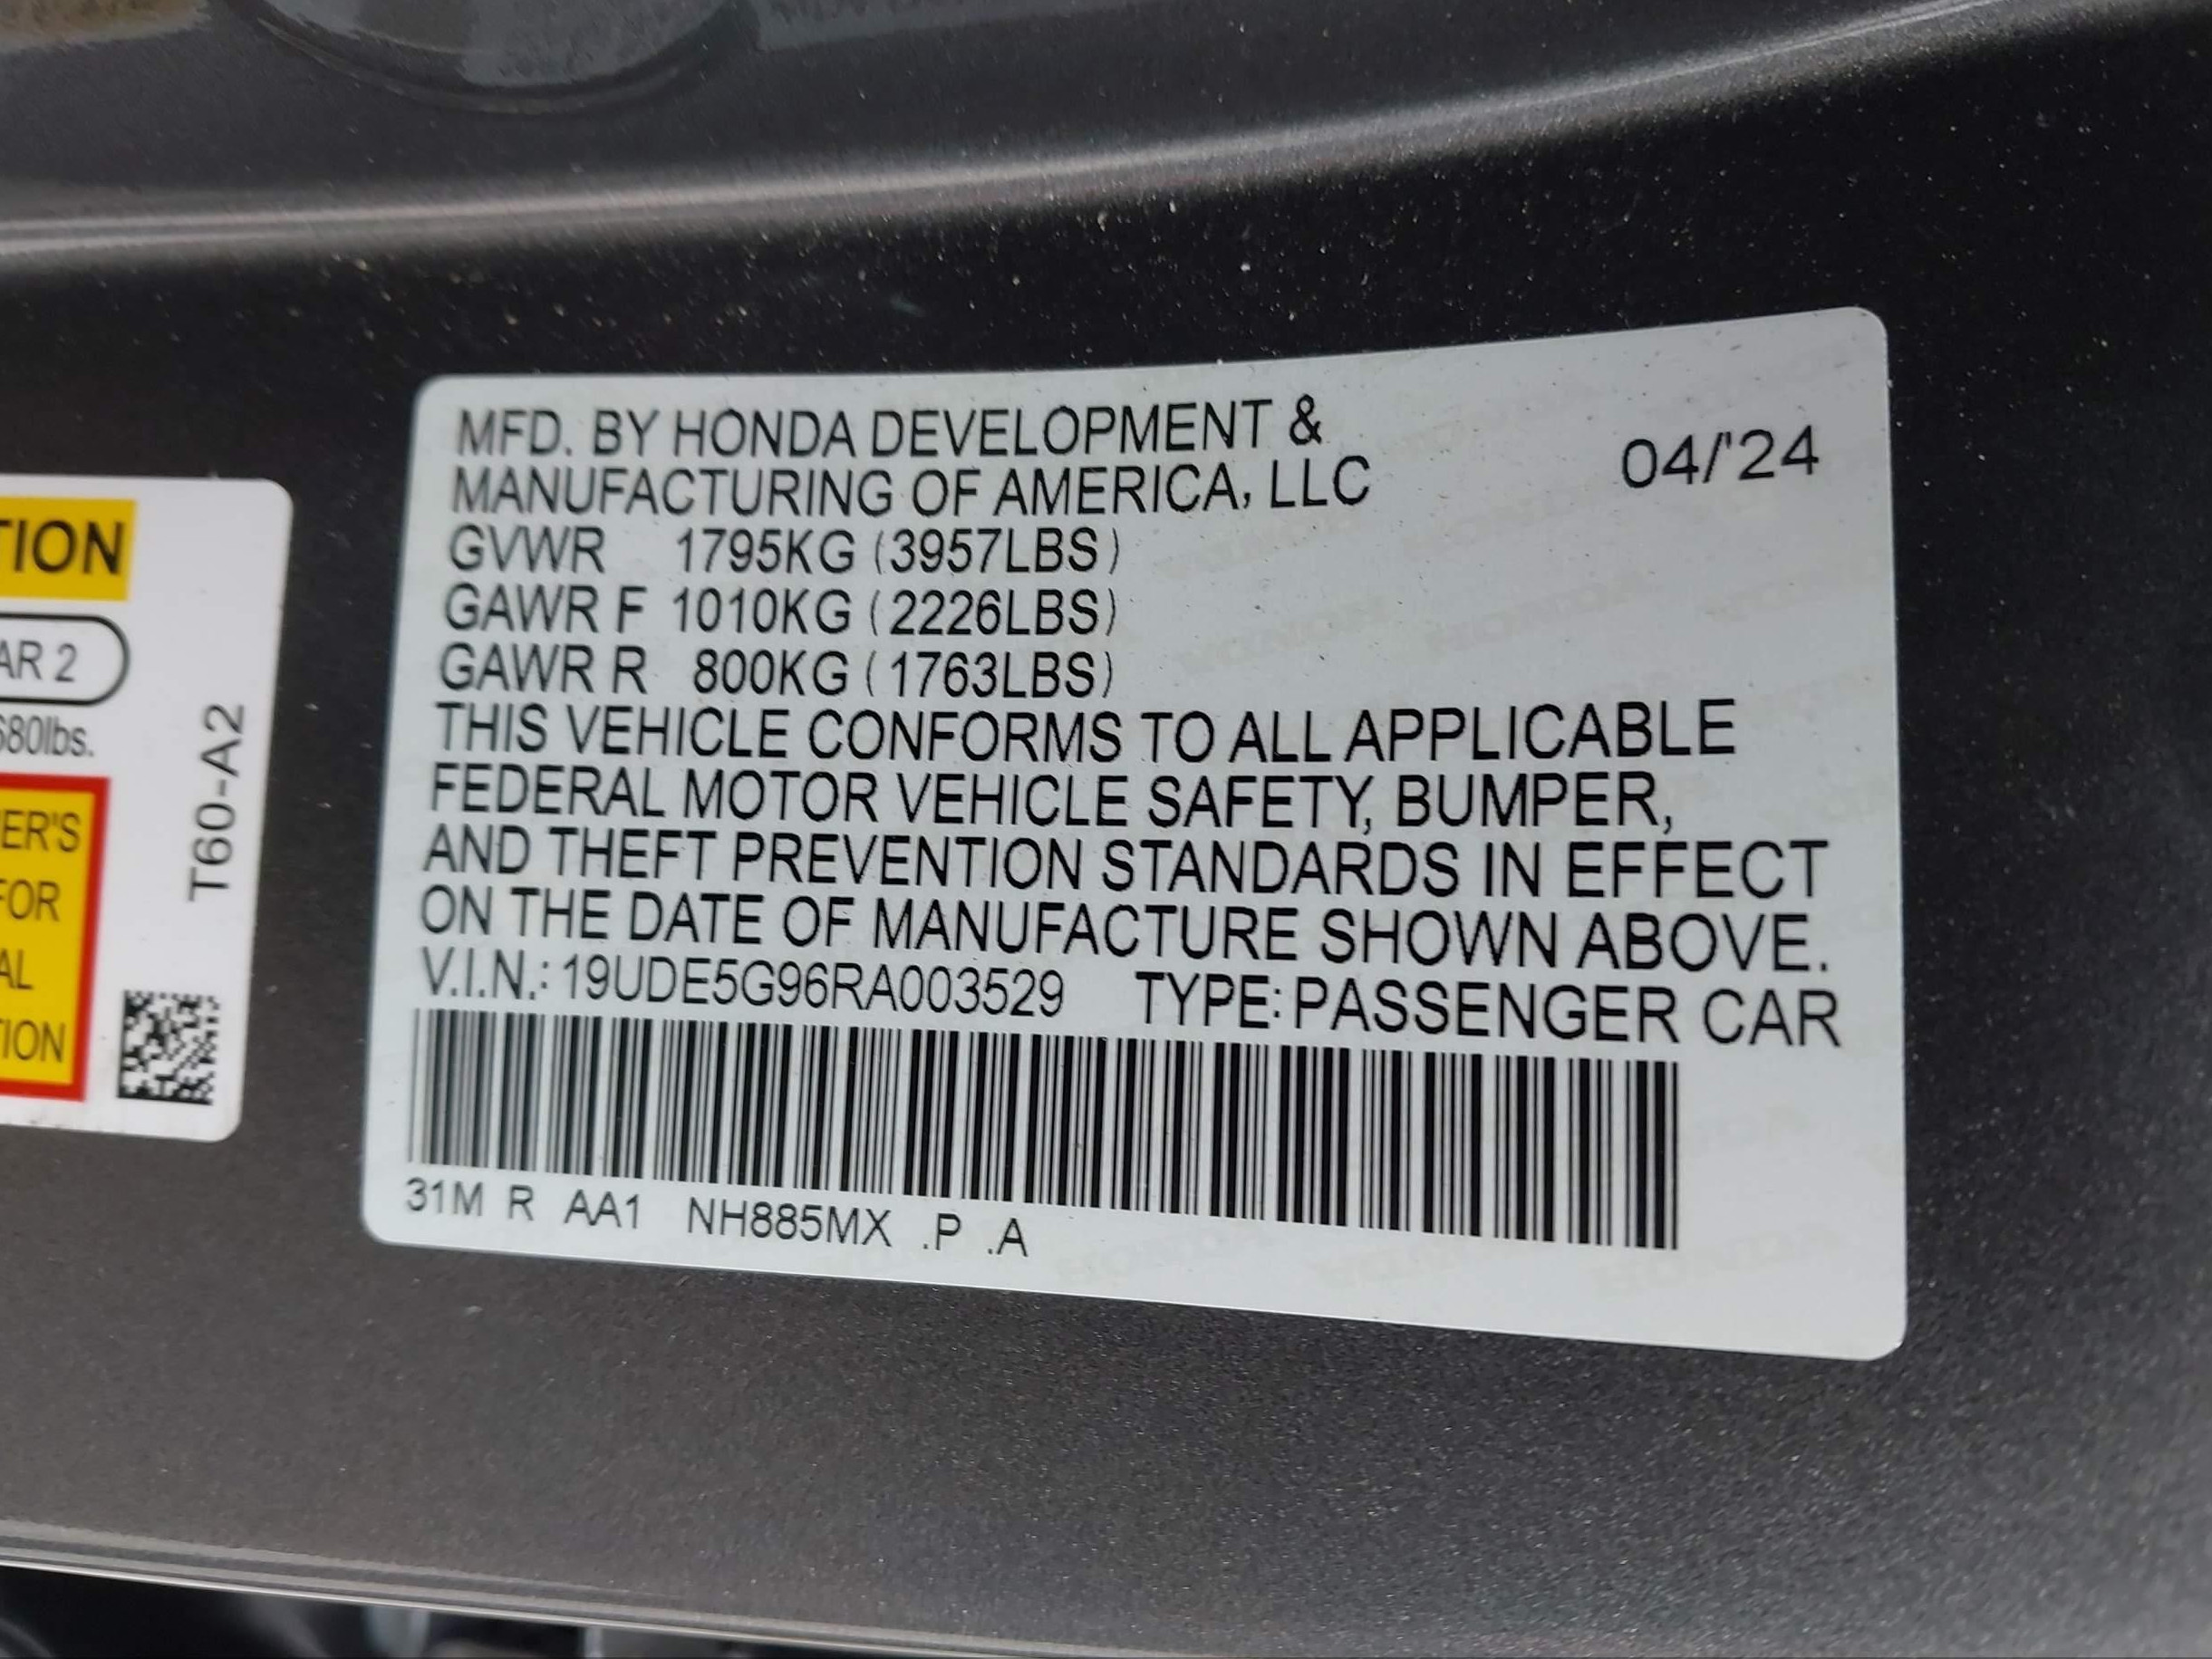 MFD. BY HONDA DEVELOPMENT &
MANUFACTURING OF AMERICA, LLC
04/'24
GVWR 1795KG (3957LBS)
GAWR F 1010KG (2226LBS)
GAWR R 800KG (1763LBS)
THIS VEHICLE CONFORMS TO ALL APPLICABLE
FEDERAL MOTOR VEHICLE SAFETY, BUMPER,
AND THEFT PREVENTION STANDARDS IN EFFECT
ON THE DATE OF MANUFACTURE SHOWN ABOVE.
V.I.N.: 19UDE5G96RA003529 TYPE: PASSENGER CAR
31M R AA1 NH885MX .P .A
TION
AR 2
680lbs.
ER'S
FOR
AL
TION
T60-A2